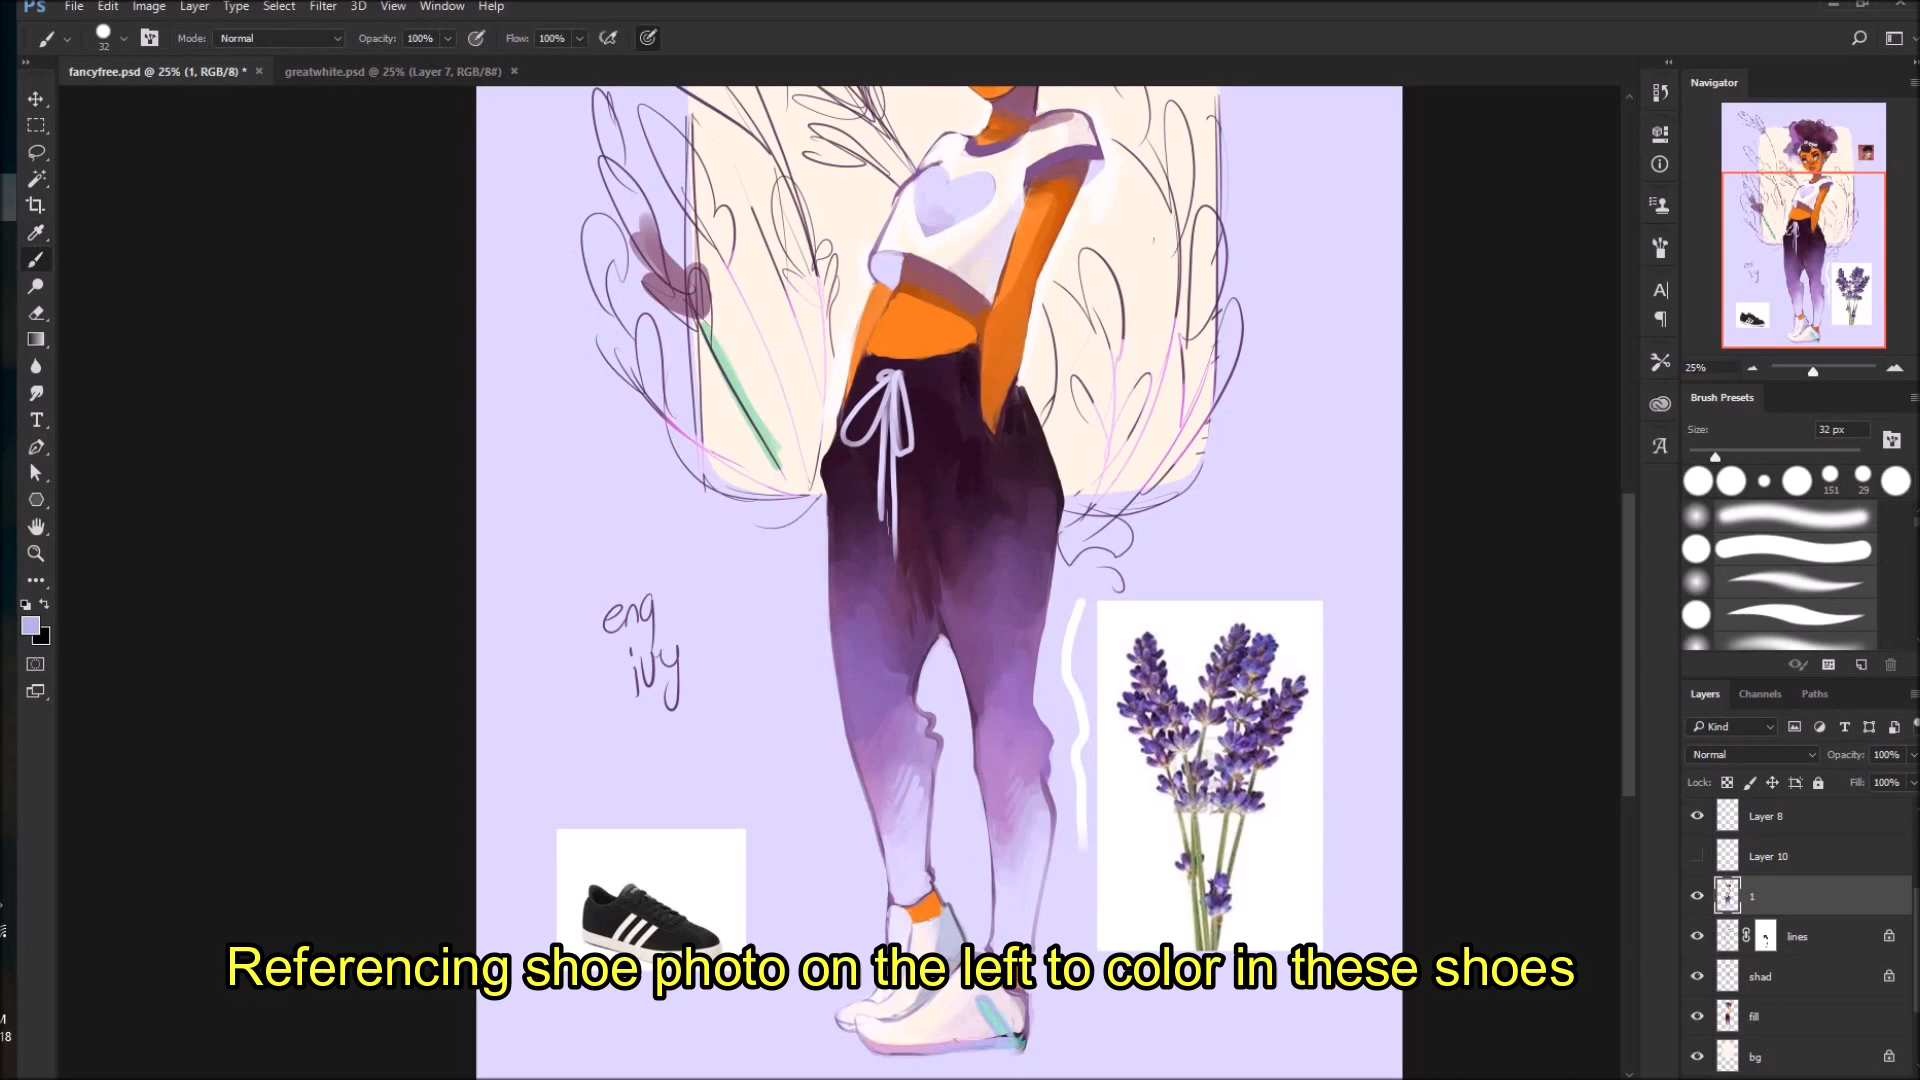 Ps File Edit Image Layer Type Select Filter 3D View Window Help
32 Mode: Normal Opacity: 100% Flow: 100%
fancyfree.psd @ 25% (1, RGB/8) * × greatwhite.psd @ 25% (Layer 7, RGB/8#) ×
Navigator
25%
Brush Presets
Size: 32 px
151 29
eng
ivy
Layers Channels Paths
Kind
Normal Opacity: 100%
Lock: Fill: 100%
Layer 8
Layer 10
1
lines
shad
fill
bg
Referencing shoe photo on the left to color in these shoes